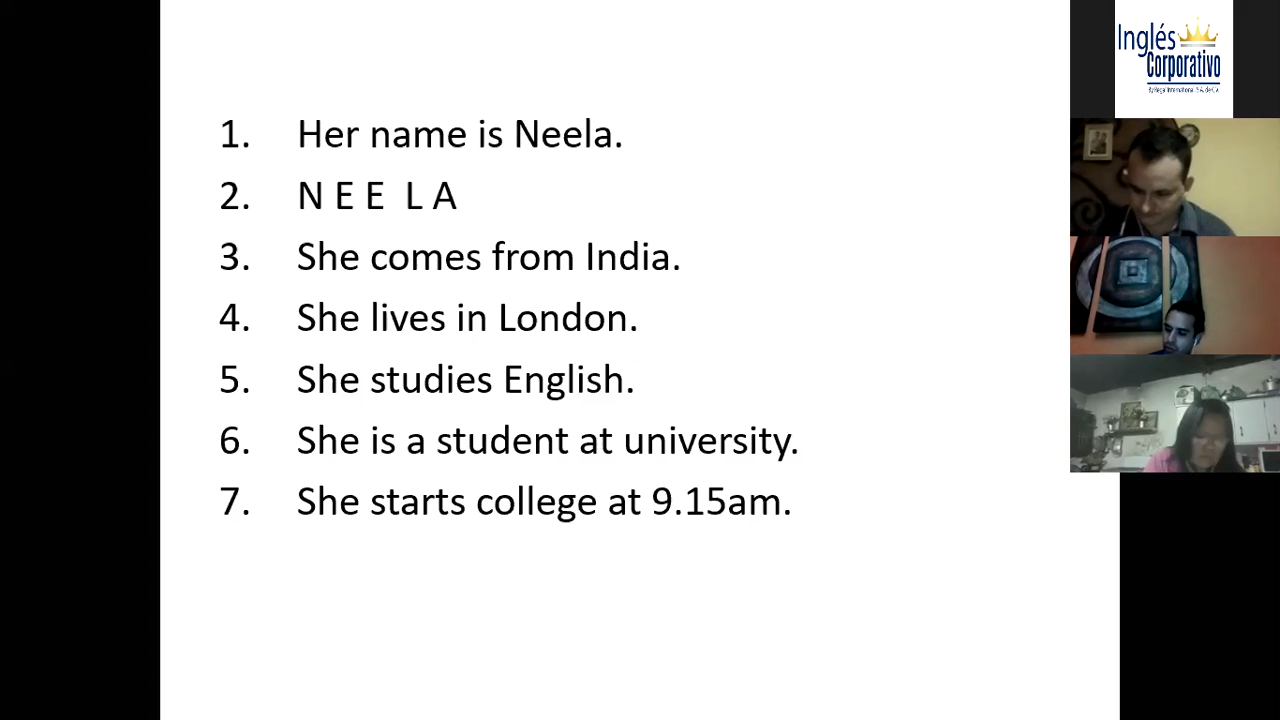 1. Her name is Neela.
2. N E E L A
3. She comes from India.
4. She lives in London.
5. She studies English.
6. She is a student at university.
7. She starts college at 9.15am.
Inglés
Corporativo